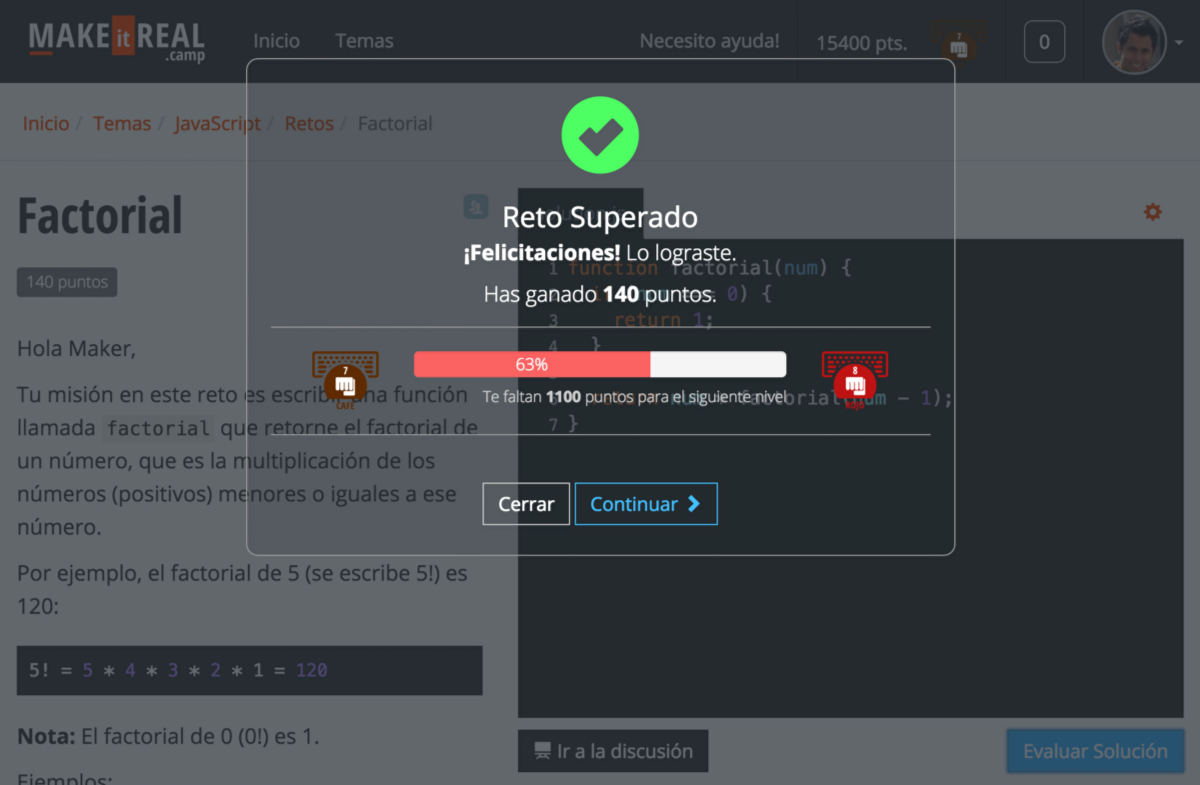 MAKE it REAL
.camp
Inicio
Temas
Necesito ayuda!
15400 pts.
7
0
Inicio / Temas / JavaScript / Retos / Factorial
Factorial
140 puntos
Hola Maker,
Tu misión en este reto es escribir una función
llamada factorial que retorne el factorial de
un número, que es la multiplicación de los
números (positivos) menores o iguales a ese
número.
Por ejemplo, el factorial de 5 (se escribe 5!) es
120:
5! = 5 * 4 * 3 * 2 * 1 = 120
Nota: El factorial de 0 (0!) es 1.
Ejemplos:
Reto Superado
¡Felicitaciones! Lo lograste.
Has ganado 140 puntos.
7
CAFÉ
63%
8
ROJO
Te faltan 1100 puntos para el siguiente nivel
Cerrar
Continuar
1 function factorial(num) {
0) {
3 return 1;
4 }
factorial(num - 1);
7 }
Ir a la discusión
Evaluar Solución